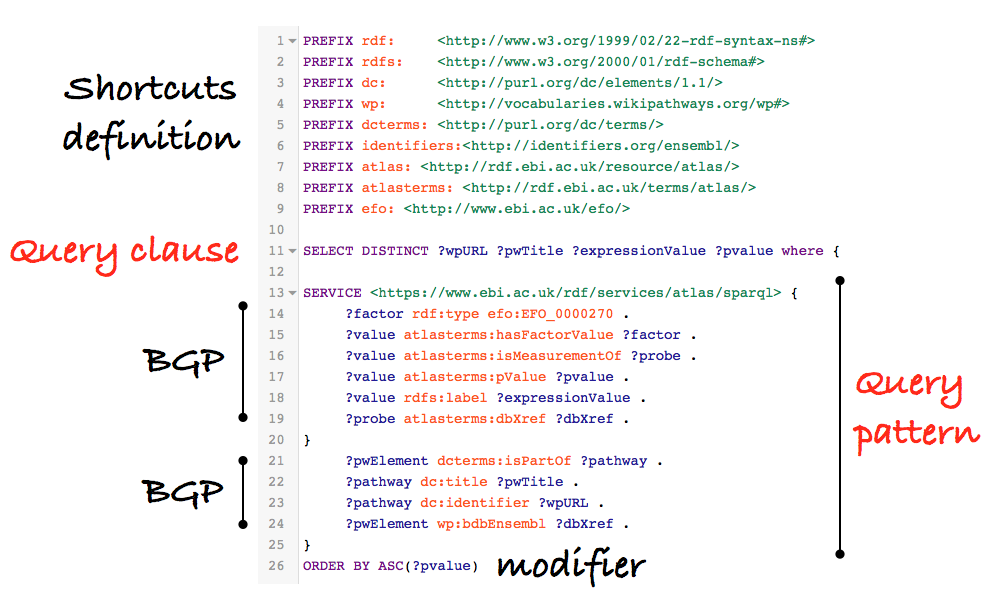 Shortcuts
definition
Query clause
BGP
BGP
1 PREFIX rdf: <http://www.w3.org/1999/02/22-rdf-syntax-ns#>
2 PREFIX rdfs: <http://www.w3.org/2000/01/rdf-schema#>
3 PREFIX dc: <http://purl.org/dc/elements/1.1/>
4 PREFIX wp: <http://vocabularies.wikipathways.org/wp#>
5 PREFIX dcterms: <http://purl.org/dc/terms/>
6 PREFIX identifiers:<http://identifiers.org/ensembl/>
7 PREFIX atlas: <http://rdf.ebi.ac.uk/resource/atlas/>
8 PREFIX atlasterms: <http://rdf.ebi.ac.uk/terms/atlas/>
9 PREFIX efo: <http://www.ebi.ac.uk/efo/>
10
11 SELECT DISTINCT ?wpURL ?pwTitle ?expressionValue ?pvalue where {
12
13 SERVICE <https://www.ebi.ac.uk/rdf/services/atlas/sparql> {
14 ?factor rdf:type efo:EFO_0000270 .
15 ?value atlasterms:hasFactorValue ?factor .
16 ?value atlasterms:isMeasurementOf ?probe .
17 ?value atlasterms:pValue ?pvalue .
18 ?value rdfs:label ?expressionValue .
19 ?probe atlasterms:dbXref ?dbXref .
20 }
21 ?pwElement dcterms:isPartOf ?pathway .
22 ?pathway dc:title ?pwTitle .
23 ?pathway dc:identifier ?wpURL .
24 ?pwElement wp:bdbEnsembl ?dbXref .
25 }
26 ORDER BY ASC(?pvalue)
modifier
Query
pattern